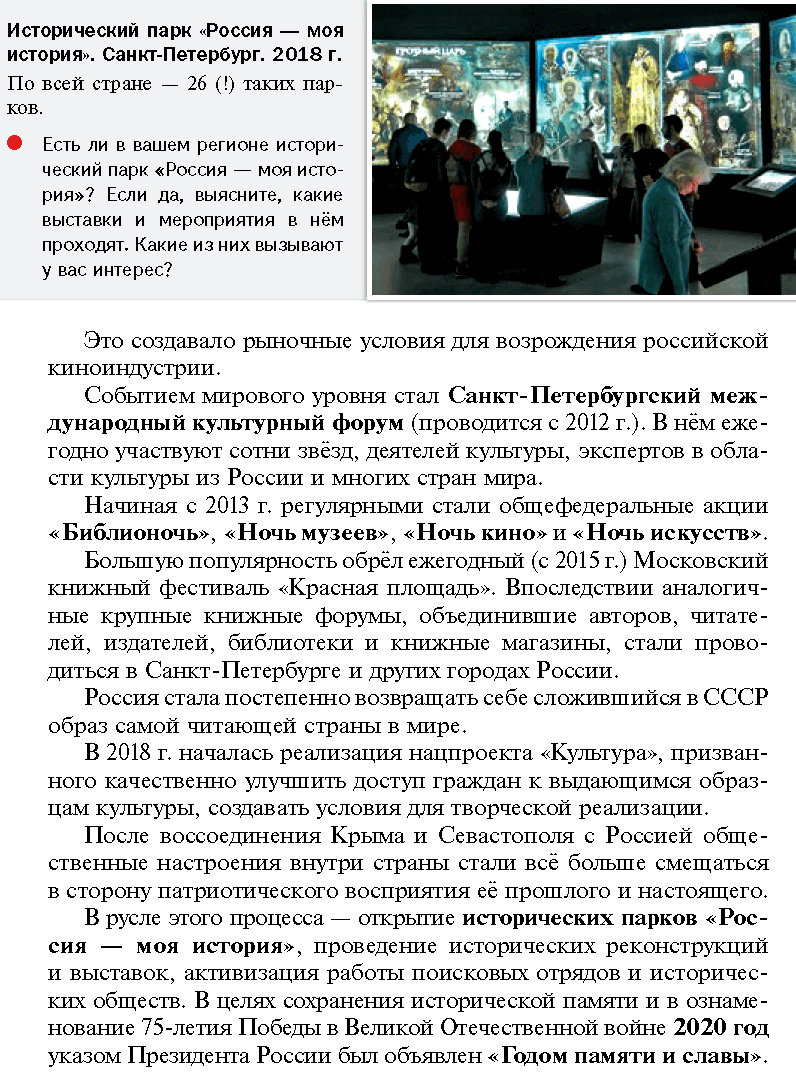 Исторический парк «Россия — моя
история». Санкт-Петербург. 2018 г.
По всей стране — 26 (!) таких пар-
ков.
Есть ли в вашем регионе истори-
ческий парк «Россия — моя исто-
рия»? Если да, выясните, какие
выставки и мероприятия в нём
проходят. Какие из них вызывают
у вас интерес?
ГРОЗНЫЙ ЦАРЬ
Это создавало рыночные условия для возрождения российской
киноиндустрии.
Событием мирового уровня стал Санкт-Петербургский меж-
дународный культурный форум (проводится с 2012 г.). В нём еже-
годно участвуют сотни звёзд, деятелей культуры, экспертов в обла-
сти культуры из России и многих стран мира.
Начиная с 2013 г. регулярными стали общефедеральные акции
«Библионочь», «Ночь музеев», «Ночь кино» и «Ночь искусств».
Большую популярность обрёл ежегодный (с 2015 г.) Московский
книжный фестиваль «Красная площадь». Впоследствии аналогич-
ные крупные книжные форумы, объединившие авторов, читате-
лей, издателей, библиотеки и книжные магазины, стали прово-
диться в Санкт-Петербурге и других городах России.
Россия стала постепенно возвращать себе сложившийся в СССР
образ самой читающей страны в мире.
В 2018 г. началась реализация нацпроекта «Культура», призван-
ного качественно улучшить доступ граждан к выдающимся образ-
цам культуры, создавать условия для творческой реализации.
После воссоединения Крыма и Севастополя с Россией обще-
ственные настроения внутри страны стали всё больше смещаться
в сторону патриотического восприятия её прошлого и настоящего.
В русле этого процесса — открытие исторических парков «Рос-
сия — моя история», проведение исторических реконструкций
и выставок, активизация работы поисковых отрядов и историчес-
ких обществ. В целях сохранения исторической памяти и в ознаме-
нование 75-летия Победы в Великой Отечественной войне 2020 год
указом Президента России был объявлен «Годом памяти и славы».